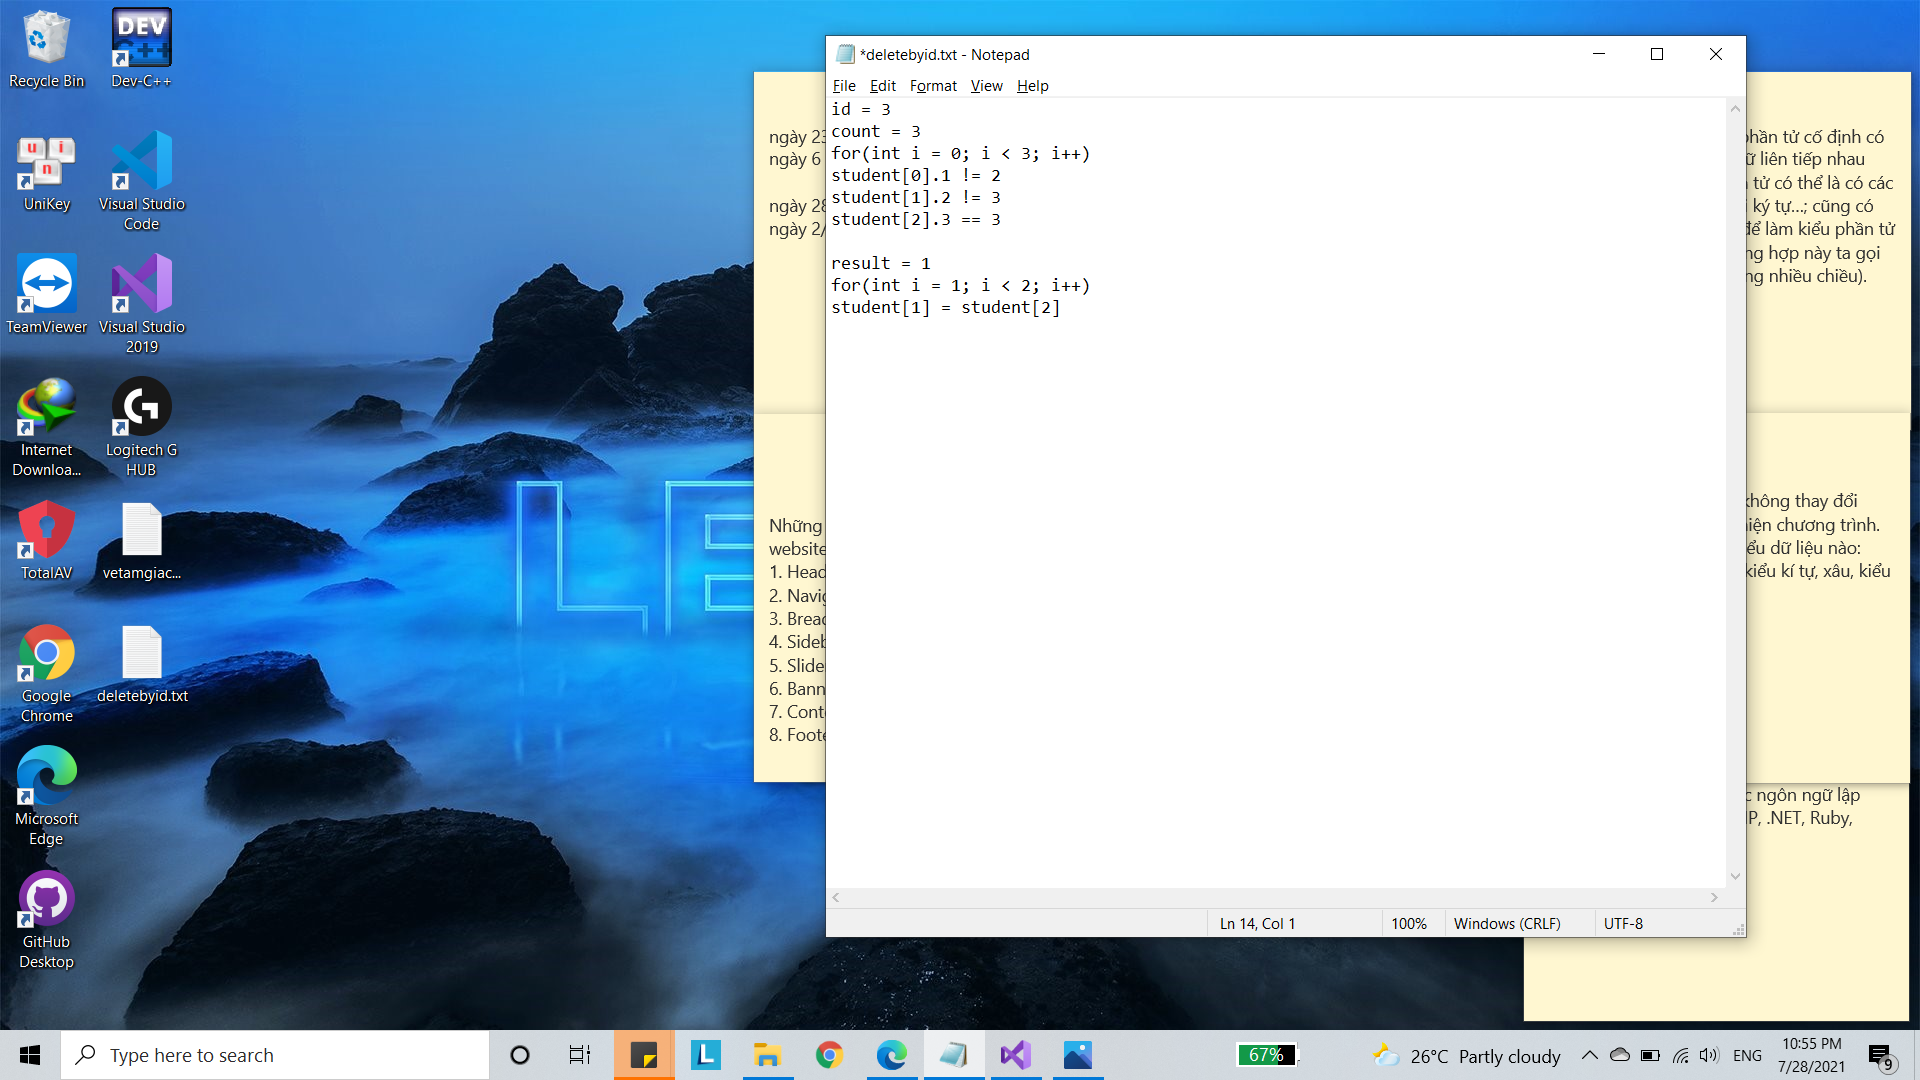 Recycle Bin
DEV
C++
Dev-C++
u i
n
UniKey
Visual Studio
Code
TeamViewer
Visual Studio
2019
Internet
Downloa...
Logitech G
HUB
TotalAV
vetamgiac...
Google
Chrome
deletebyid.txt
Microsoft
Edge
GitHub
Desktop
LE
ngày 23
ngày 6
ngày 28
ngày 2/
Những
website
1. Head
2. Navig
3. Bread
4. Sideb
5. Slide
6. Bann
7. Cont
8. Foote
*deletebyid.txt - Notepad
File Edit Format View Help
id = 3
count = 3
for(int i = 0; i < 3; i++)
student[0].1 != 2
student[1].2 != 3
student[2].3 == 3
result = 1
for(int i = 1; i < 2; i++)
student[1] = student[2]
Ln 14, Col 1
100%
Windows (CRLF)
UTF-8
phần tử cố định có
liên tiếp nhau
tử có thể là có các
ký tự...; cũng có
để làm kiểu phần tử
hợp này ta gọi
nhiều chiều).
không thay đổi
chương trình.
dữ liệu nào:
kiểu kí tự, xâu, kiểu
ngôn ngữ lập
.NET, Ruby,
Type here to search
L
67%
26°C Partly cloudy
ENG
10:55 PM
7/28/2021
9